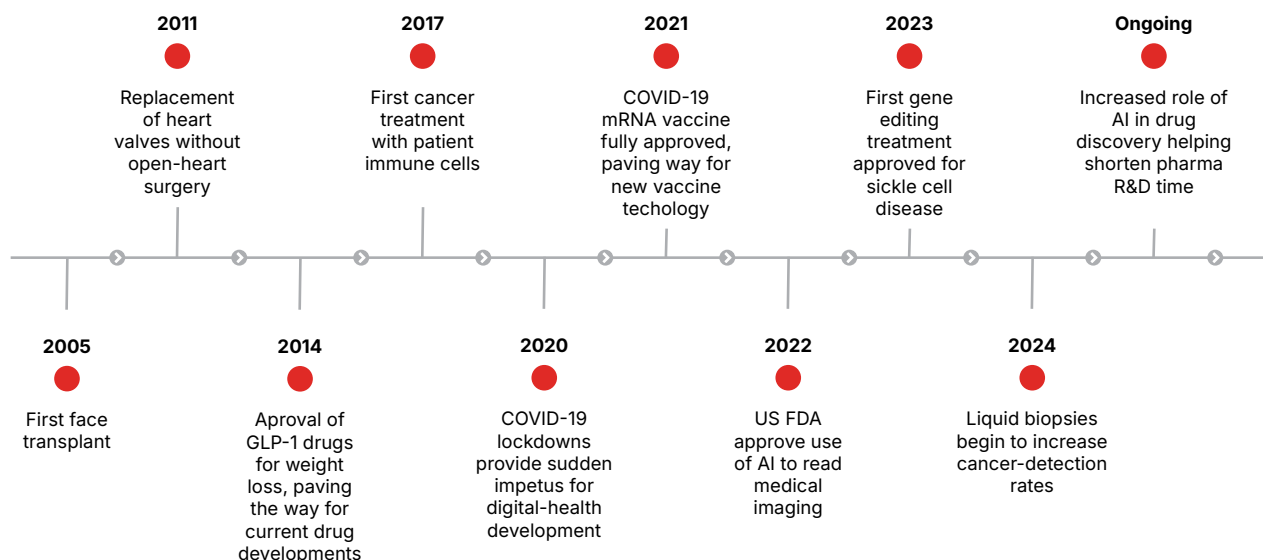 2011
Replacement
of heart
valves without
open-heart
surgery
2017
First cancer
treatment
with patient
immune cells
2021
COVID-19
mRNA vaccine
fully approved,
paving way for
new vaccine
techology
2023
First gene
editing
treatment
approved for
sickle cell
disease
Ongoing
Increased role of
AI in drug
discovery helping
shorten pharma
R&D time
2005
First face
transplant
2014
Aproval of
GLP-1 drugs
for weight
loss, paving
the way for
current drug
developments
2020
COVID-19
lockdowns
provide sudden
impetus for
digital-health
development
2022
US FDA
approve use
of AI to read
medical
imaging
2024
Liquid biopsies
begin to increase
cancer-detection
rates